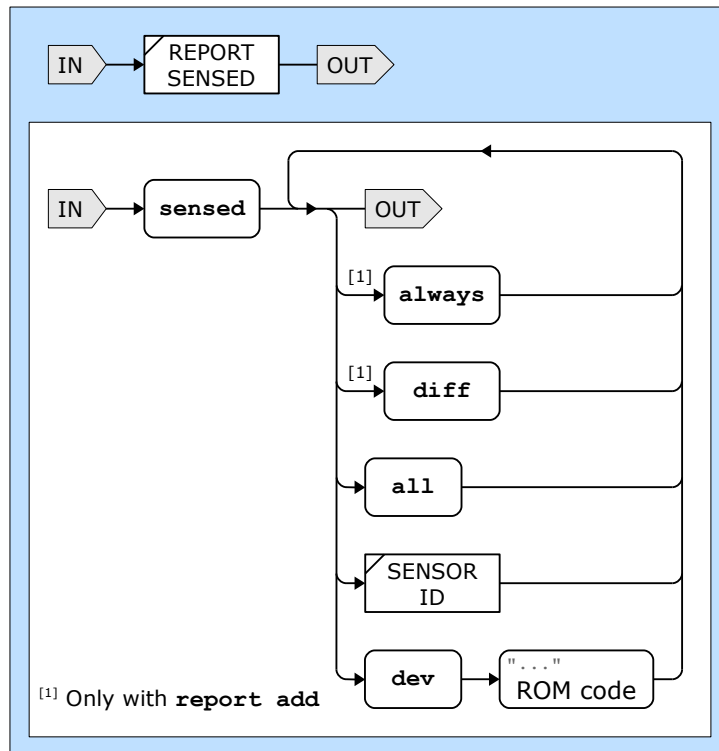 IN
REPORT
SENSED
OUT
IN
sensed
OUT
[1]
always
[1]
diff
all
SENSOR
ID
dev
"..."
ROM code
[1] Only with report add